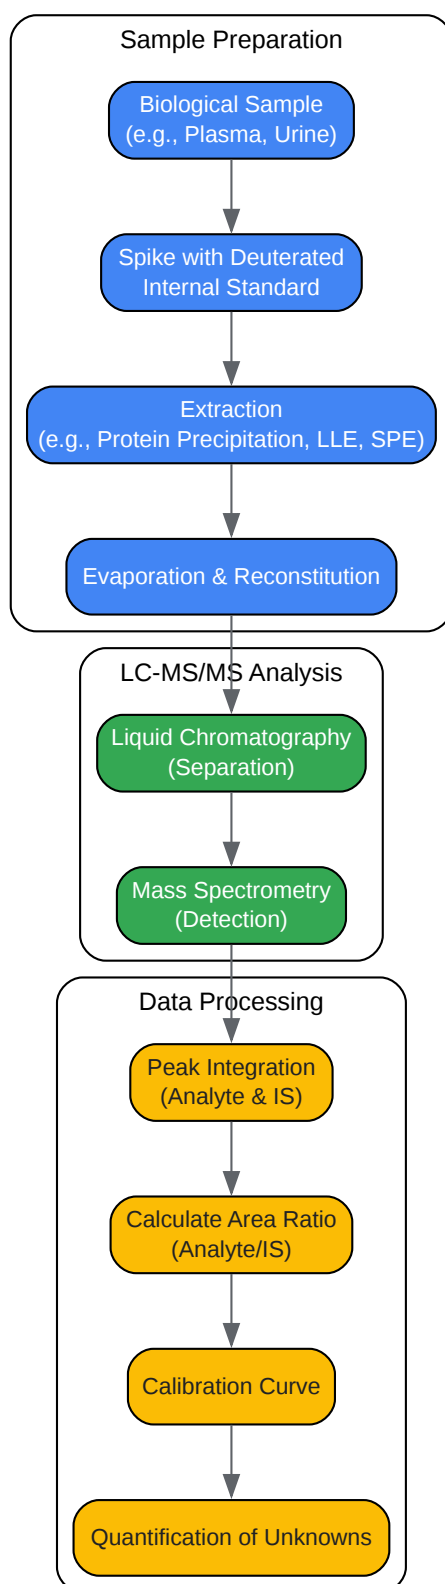 Sample Preparation
Biological Sample
(e.g., Plasma, Urine)
Spike with Deuterated
Internal Standard
Extraction
(e.g., Protein Precipitation, LLE, SPE)
Evaporation & Reconstitution
LC-MS/MS Analysis
Liquid Chromatography
(Separation)
Mass Spectrometry
(Detection)
Data Processing
Peak Integration
(Analyte & IS)
Calculate Area Ratio
(Analyte/IS)
Calibration Curve
Quantification of Unknowns